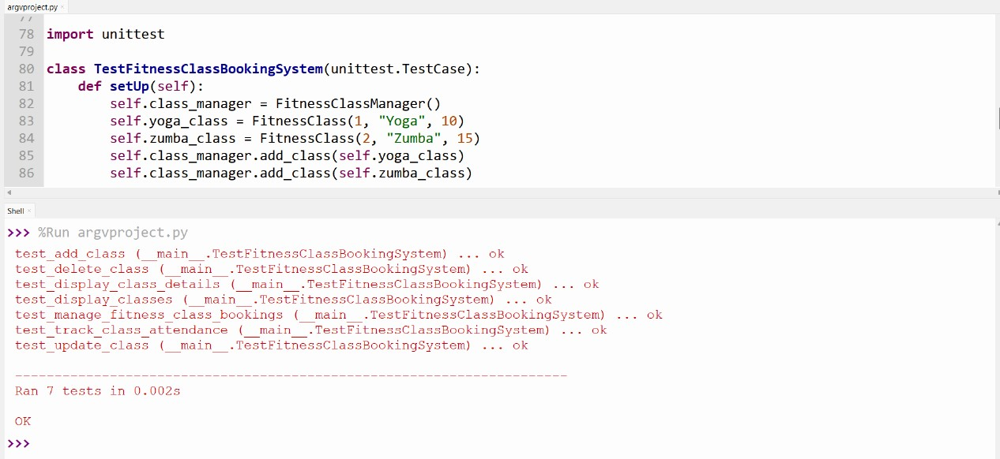 argvproject.py ×
77
78 import unittest
79
80 class TestFitnessClassBookingSystem(unittest.TestCase):
81     def setUp(self):
82         self.class_manager = FitnessClassManager()
83         self.yoga_class = FitnessClass(1, "Yoga", 10)
84         self.zumba_class = FitnessClass(2, "Zumba", 15)
85         self.class_manager.add_class(self.yoga_class)
86         self.class_manager.add_class(self.zumba_class)
Shell ×
>>> %Run argvproject.py
test_add_class (__main__.TestFitnessClassBookingSystem) ... ok
test_delete_class (__main__.TestFitnessClassBookingSystem) ... ok
test_display_class_details (__main__.TestFitnessClassBookingSystem) ... ok
test_display_classes (__main__.TestFitnessClassBookingSystem) ... ok
test_manage_fitness_class_bookings (__main__.TestFitnessClassBookingSystem) ... ok
test_track_class_attendance (__main__.TestFitnessClassBookingSystem) ... ok
test_update_class (__main__.TestFitnessClassBookingSystem) ... ok
----------------------------------------------------------------------
Ran 7 tests in 0.002s
OK
>>>